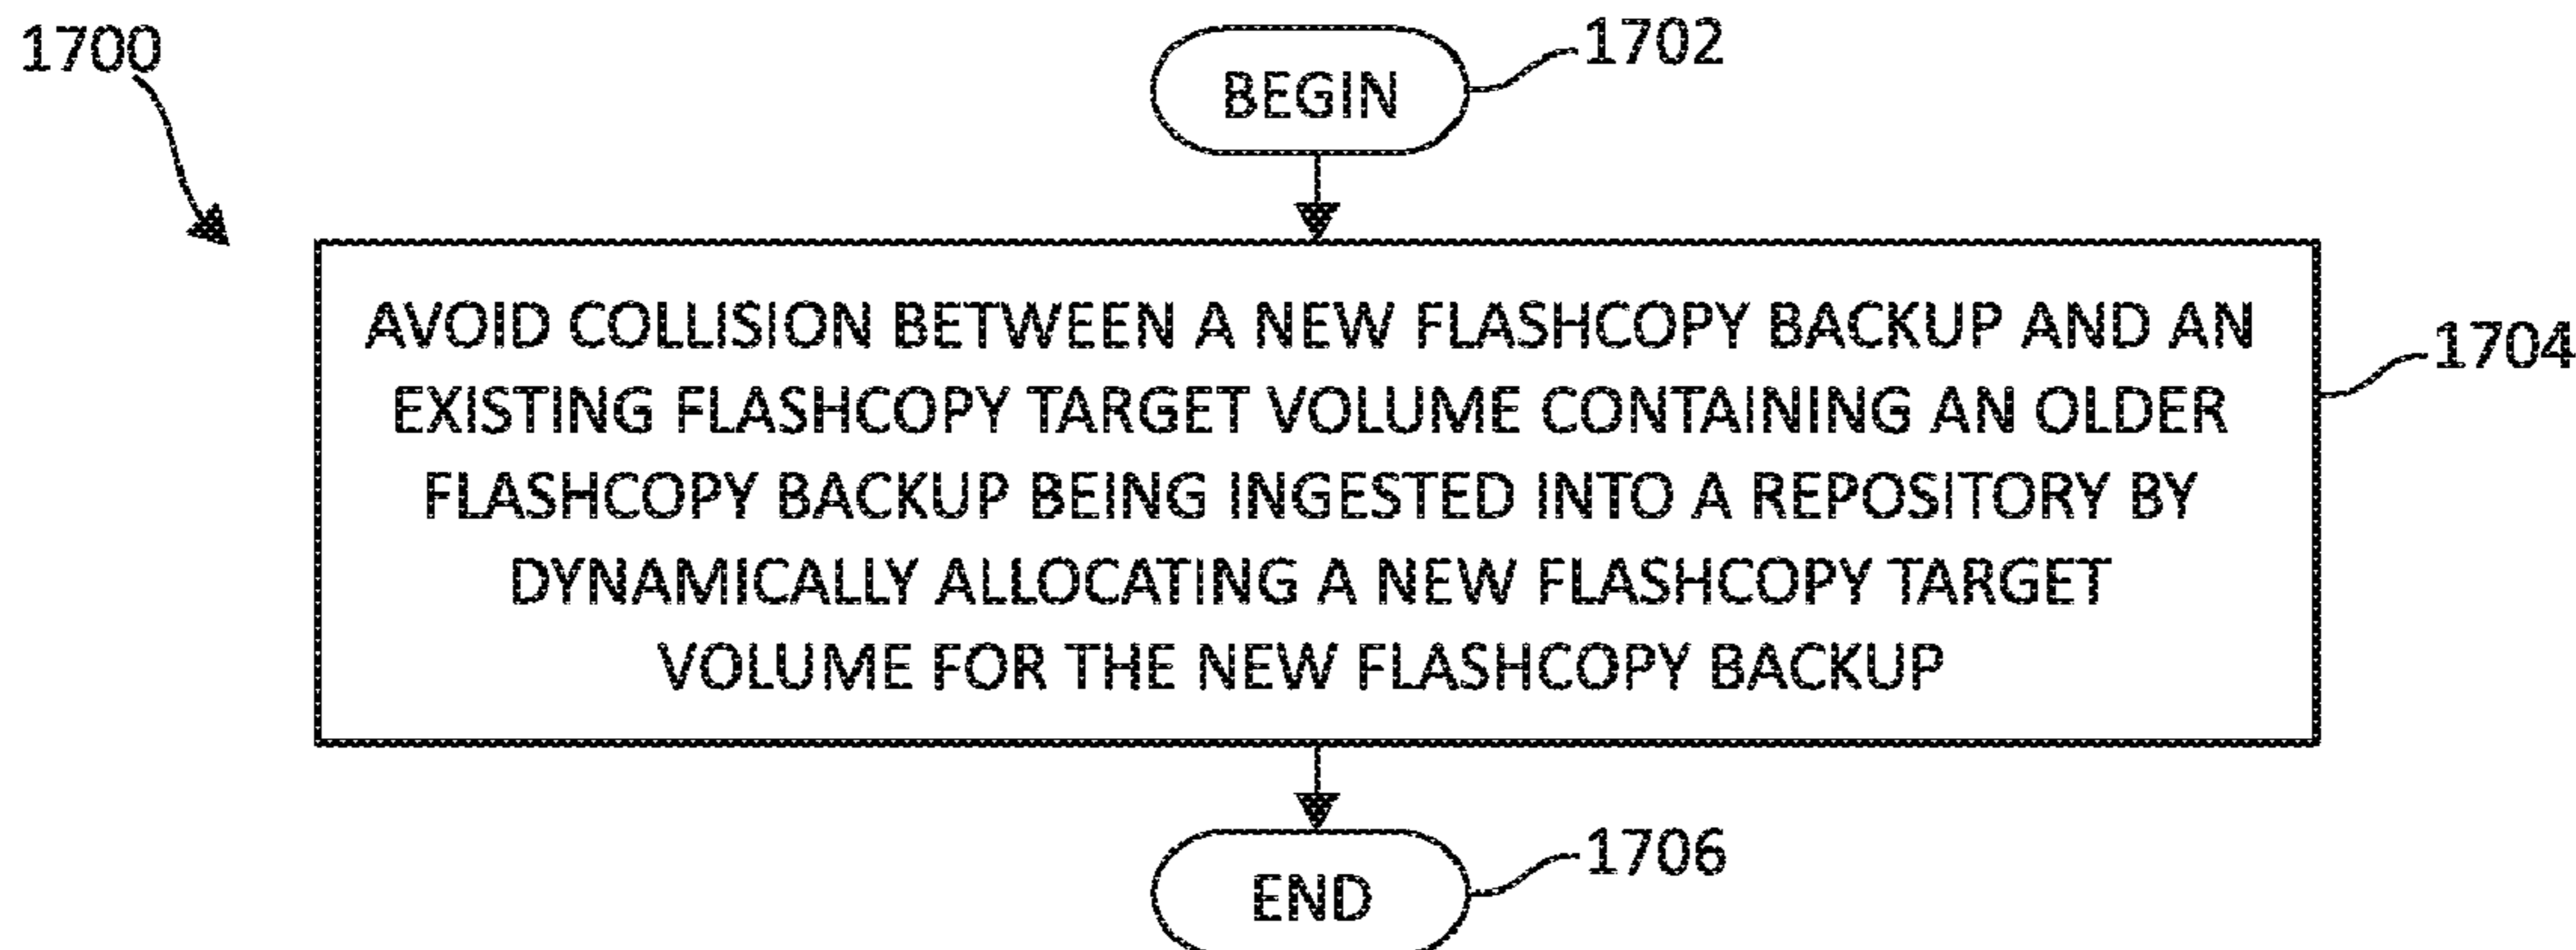 1700
BEGIN
1702
AVOID COLLISION BETWEEN A NEW FLASHCOPY BACKUP AND AN
EXISTING FLASHCOPY TARGET VOLUME CONTAINING AN OLDER
FLASHCOPY BACKUP BEING INGESTED INTO A REPOSITORY BY
DYNAMICALLY ALLOCATING A NEW FLASHCOPY TARGET
VOLUME FOR THE NEW FLASHCOPY BACKUP
1704
END
1706